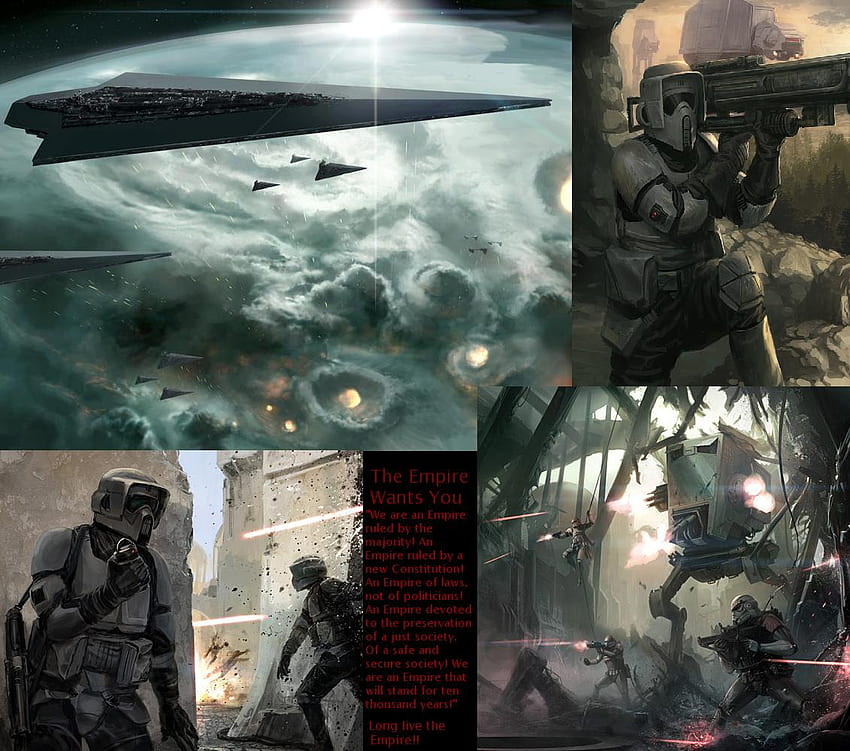 The Empire
Wants You
"We are an Empire
ruled by the
majority! An
Empire ruled by a
new Constitution!
An Empire of laws,
not of politicians!
An Empire devoted
to the preservation
of a just society.
Of a safe and
secure society! We
are an Empire that
will stand for ten
thousand years!"
Long live the
Empire!!